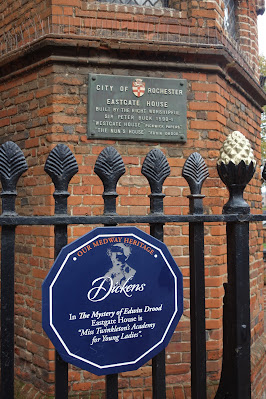 CITY OF ROCHESTER
EASTGATE HOUSE
BUILT BY THE RIGHT WORSHIPFUL
SIR PETER BUCK 1590-1
"WESTGATE HOUSE," PICKWICK PAPERS
"THE NUN'S HOUSE," EDWIN DROOD
OUR MEDWAY HERITAGE
Dickens
In The Mystery of Edwin Drood
Eastgate House is
"Miss Twinkleton's Academy
for Young Ladies".